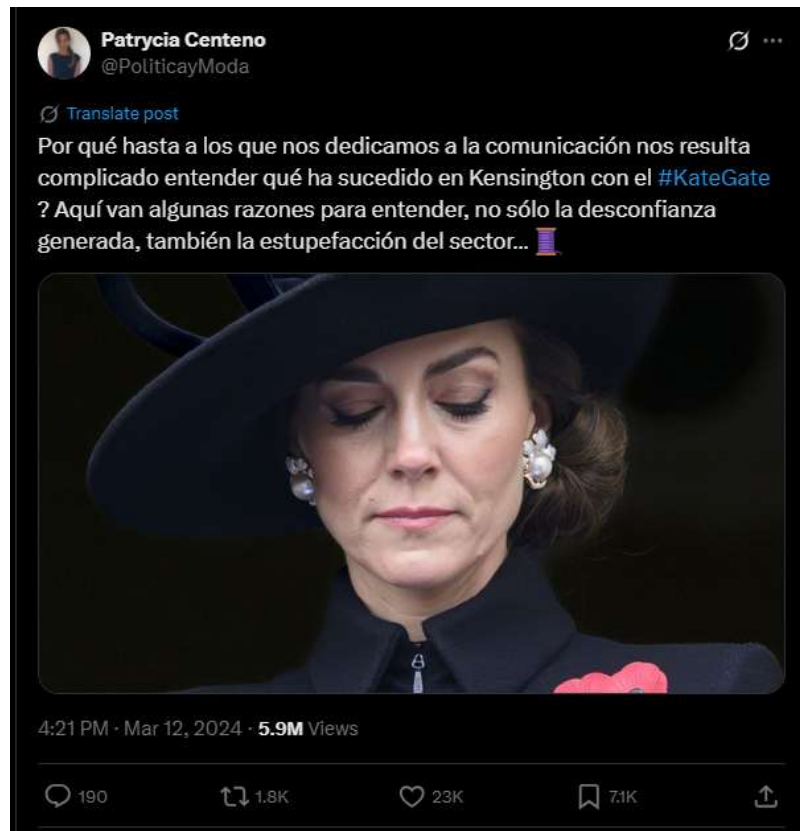 Patrycia Centeno
@PoliticayModa
Translate post
Por qué hasta a los que nos dedicamos a la comunicación nos resulta
complicado entender qué ha sucedido en Kensington con el #KateGate
? Aquí van algunas razones para entender, no sólo la desconfianza
generada, también la estupefacción del sector... 🧵
4:21 PM · Mar 12, 2024 · 5.9M Views
190 1.8K 23K 7.1K